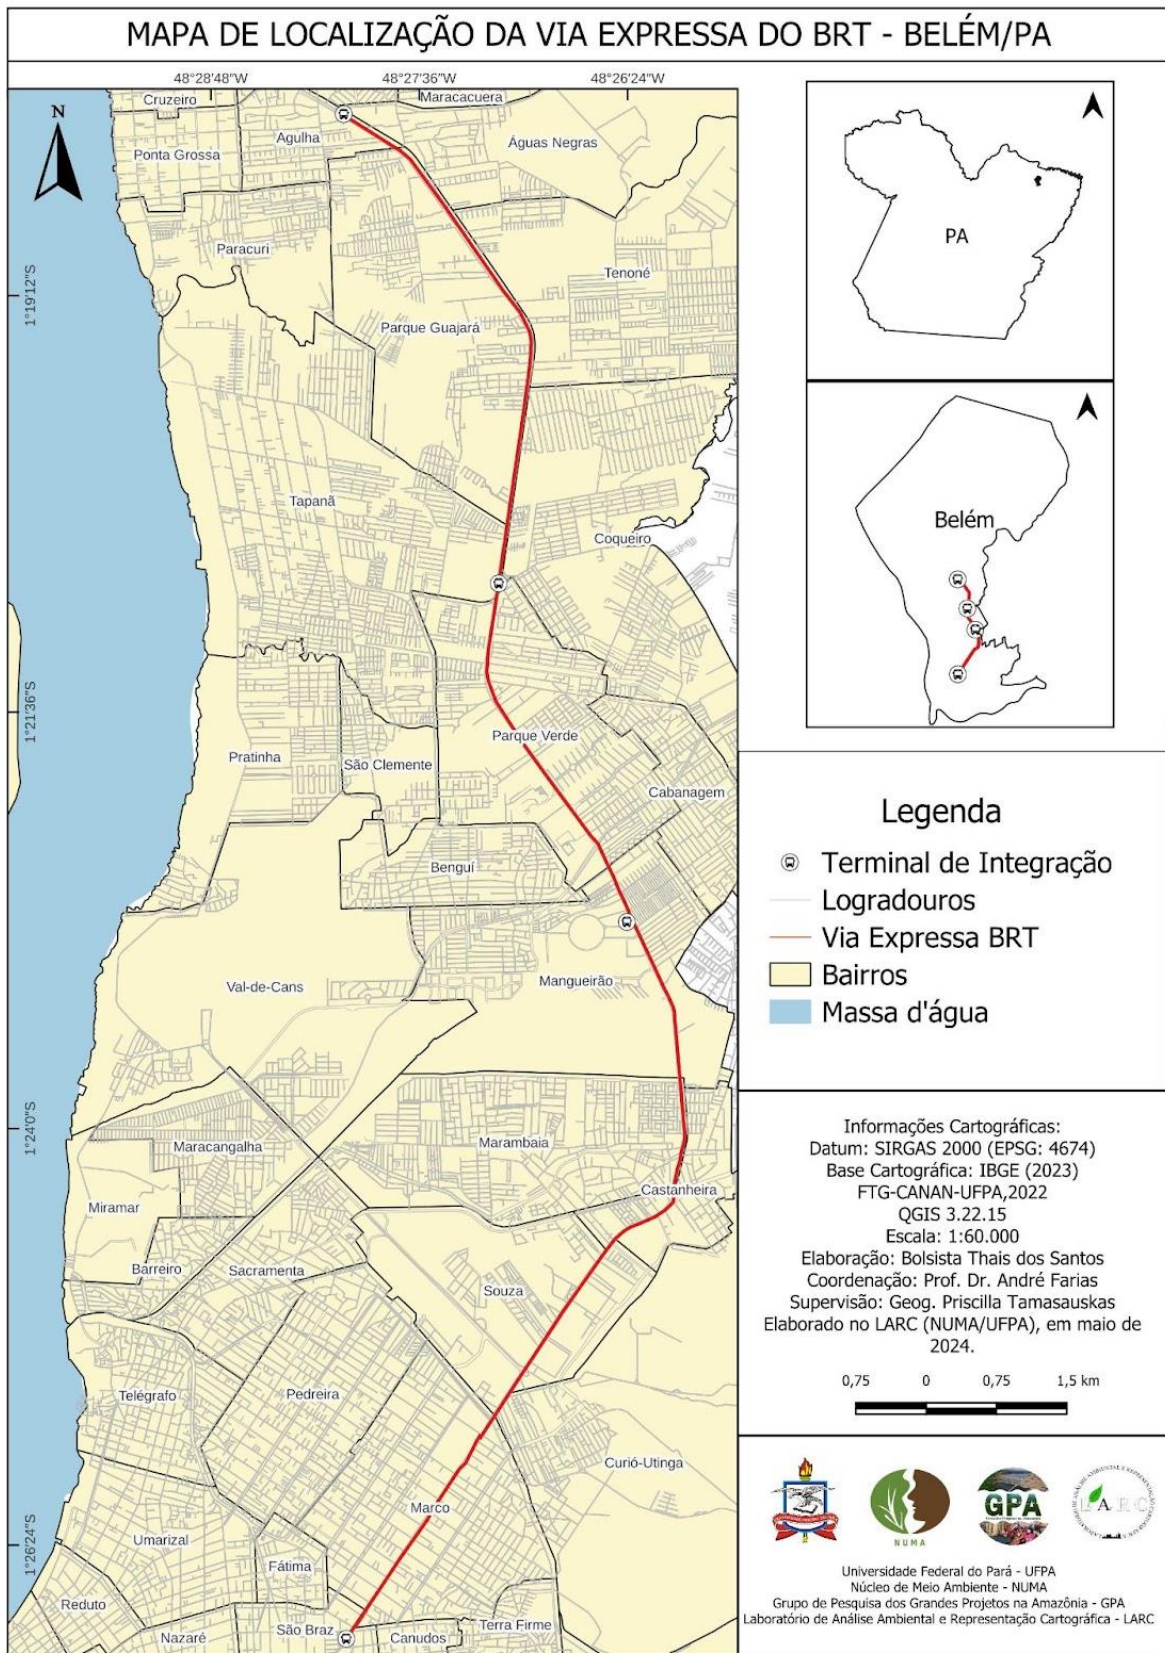 MAPA DE LOCALIZAÇÃO DA VIA EXPRESSA DO BRT - BELÉM/PA
48°28'48"W
48°27'36"W
48°26'24"W
N
Cruzeiro
Maracacuera
Agulha
Águas Negras
Ponta Grossa
Paracuri
Tenoné
1°19'12"S
Parque Guajará
Tapanã
Coqueiro
1°21'36"S
Parque Verde
Pratinha
São Clemente
Cabanagem
Benguí
Val-de-Cans
Mangueirão
1°24'0"S
Maracangalha
Marambaia
Castanheira
Miramar
Barreiro
Sacramenta
Souza
Telégrafo
Pedreira
Curió-Utinga
Marco
1°26'24"S
Umarizal
Fátima
Reduto
São Braz
Terra Firme
Nazaré
Canudos
PA
Belém
Legenda
Terminal de Integração
Logradouros
Via Expressa BRT
Bairros
Massa d'água
Informações Cartográficas:
Datum: SIRGAS 2000 (EPSG: 4674)
Base Cartográfica: IBGE (2023)
FTG-CANAN-UFPA,2022
QGIS 3.22.15
Escala: 1:60.000
Elaboração: Bolsista Thais dos Santos
Coordenação: Prof. Dr. André Farias
Supervisão: Geog. Priscilla Tamasauskas
Elaborado no LARC (NUMA/UFPA), em maio de
2024.
0,75 0 0,75 1,5 km
NUMA
GPA
LARC
Universidade Federal do Pará - UFPA
Núcleo de Meio Ambiente - NUMA
Grupo de Pesquisa dos Grandes Projetos na Amazônia - GPA
Laboratório de Análise Ambiental e Representação Cartográfica - LARC